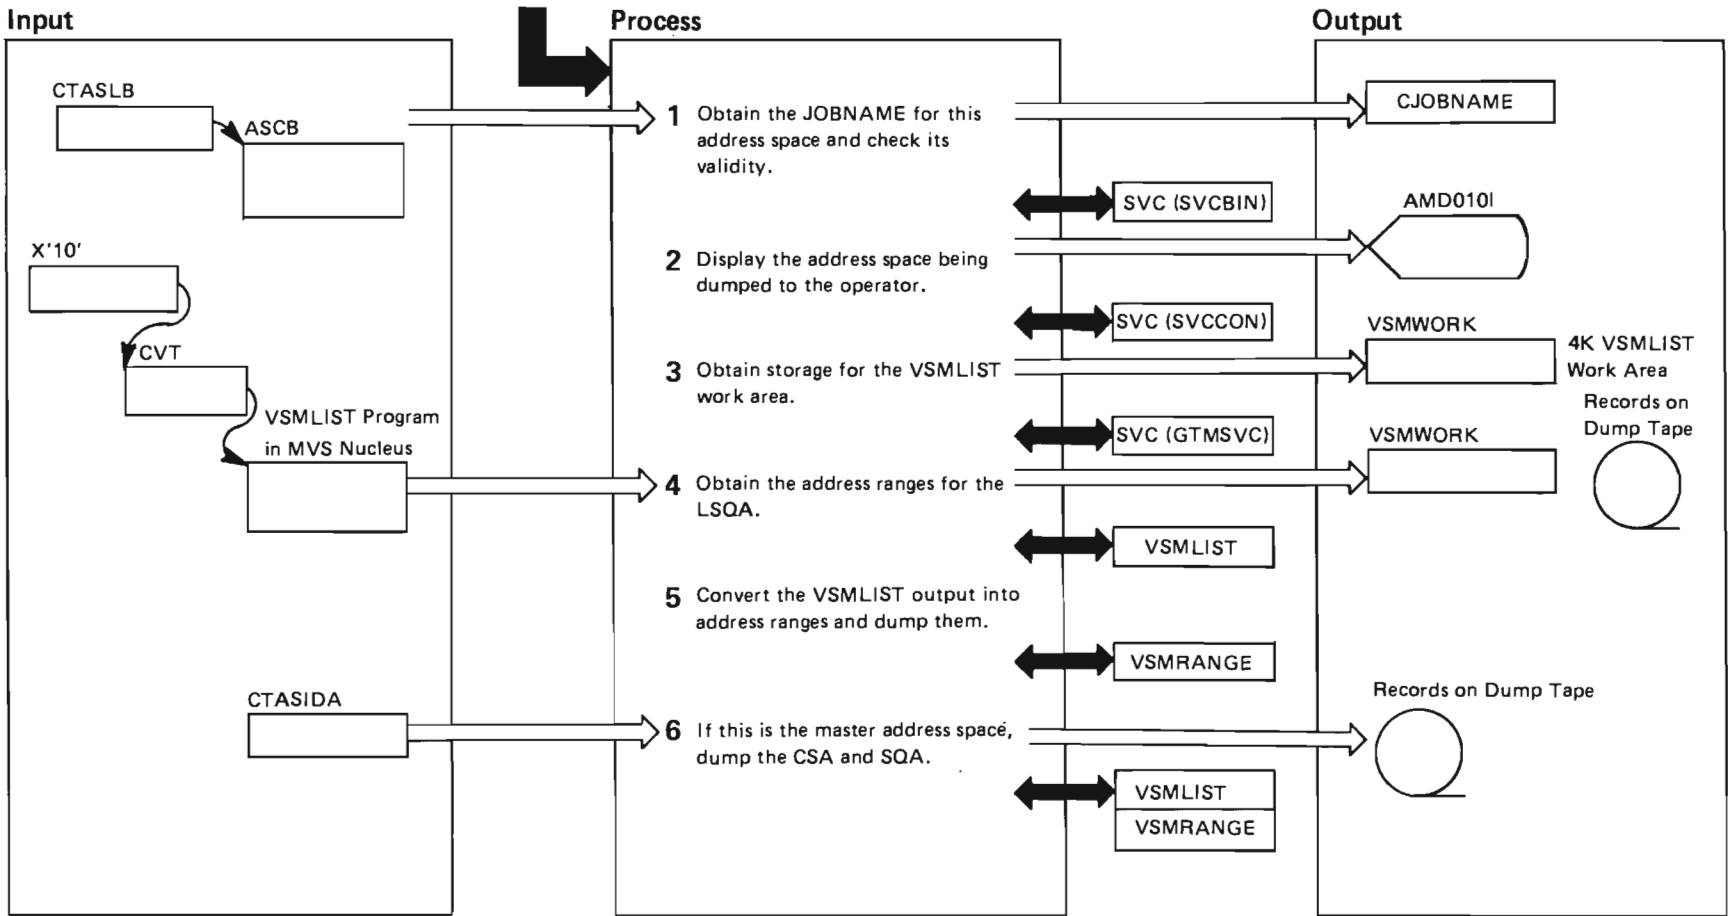 Input
Process
Output
CTASLB
ASCB
X'10'
CVT
VSMLIST Program
in MVS Nucleus
CTASIDA
1 Obtain the JOBNAME for this
address space and check its
validity.
SVC (SVCBIN)
2 Display the address space being
dumped to the operator.
SVC (SVCCON)
3 Obtain storage for the VSMLIST
work area.
SVC (GTMSVC)
4 Obtain the address ranges for the
LSQA.
VSMLIST
5 Convert the VSMLIST output into
address ranges and dump them.
VSMRANGE
6 If this is the master address space,
dump the CSA and SQA.
VSMLIST
VSMRANGE
CJOBNAME
AMD010I
VSMWORK
4K VSMLIST
Work Area
Records on
Dump Tape
VSMWORK
Records on Dump Tape